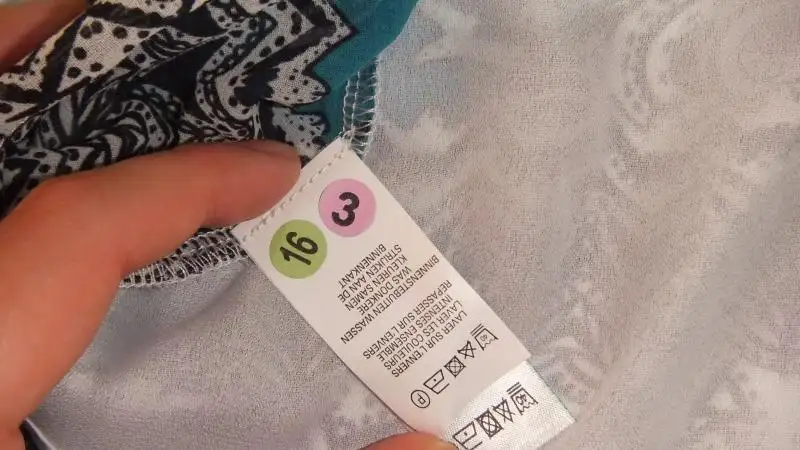 40
P
LAVER SUR L'ENVERS
LAVER LES COULEURS
INTENSES ENSEMBLE
REPASSER SUR L'ENVERS
BINNENSTEBUITEN WASSEN
WAS DONKERE
KLEUREN SAMEN
STRIJKEN AAN DE
BINNENKANT
16
3